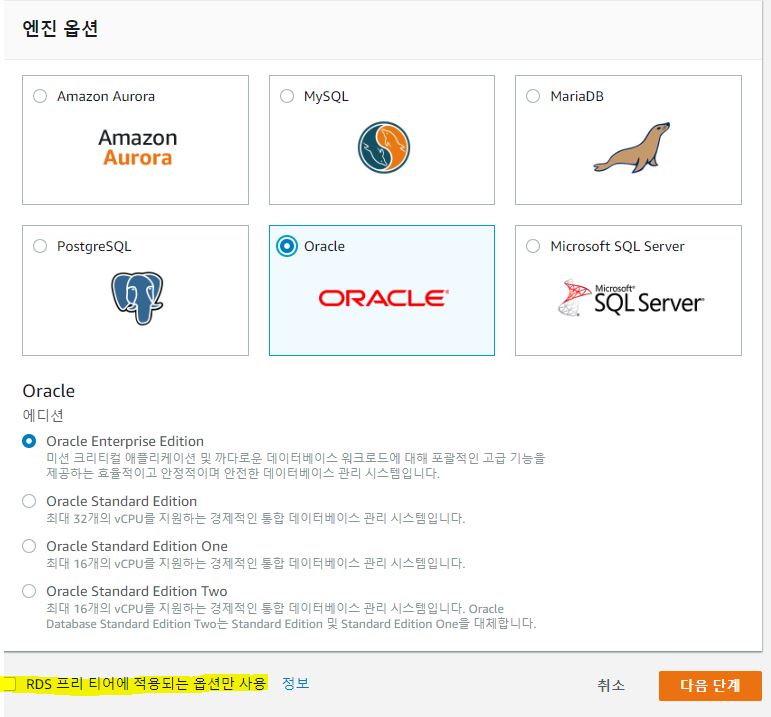 엔진 옵션
Amazon Aurora
MySQL
MariaDB
Amazon
Aurora
PostgreSQL
Oracle
Microsoft SQL Server
ORACLE
Microsoft
SQL Server
Oracle
에디션
Oracle Enterprise Edition
미션 크리티컬 애플리케이션 및 까다로운 데이터베이스 워크로드에 대해 포괄적인 고급 기능을
제공하는 효율적이고 안정적이며 안전한 데이터베이스 관리 시스템입니다.
Oracle Standard Edition
최대 32개의 vCPU를 지원하는 경제적인 통합 데이터베이스 관리 시스템입니다.
Oracle Standard Edition One
최대 16개의 vCPU를 지원하는 경제적인 통합 데이터베이스 관리 시스템입니다.
Oracle Standard Edition Two
최대 16개의 vCPU를 지원하는 경제적인 통합 데이터베이스 관리 시스템입니다. Oracle
Database Standard Edition Two는 Standard Edition 및 Standard Edition One을 대체합니다.
RDS 프리 티어에 적용되는 옵션만 사용 정보
취소
다음 단계